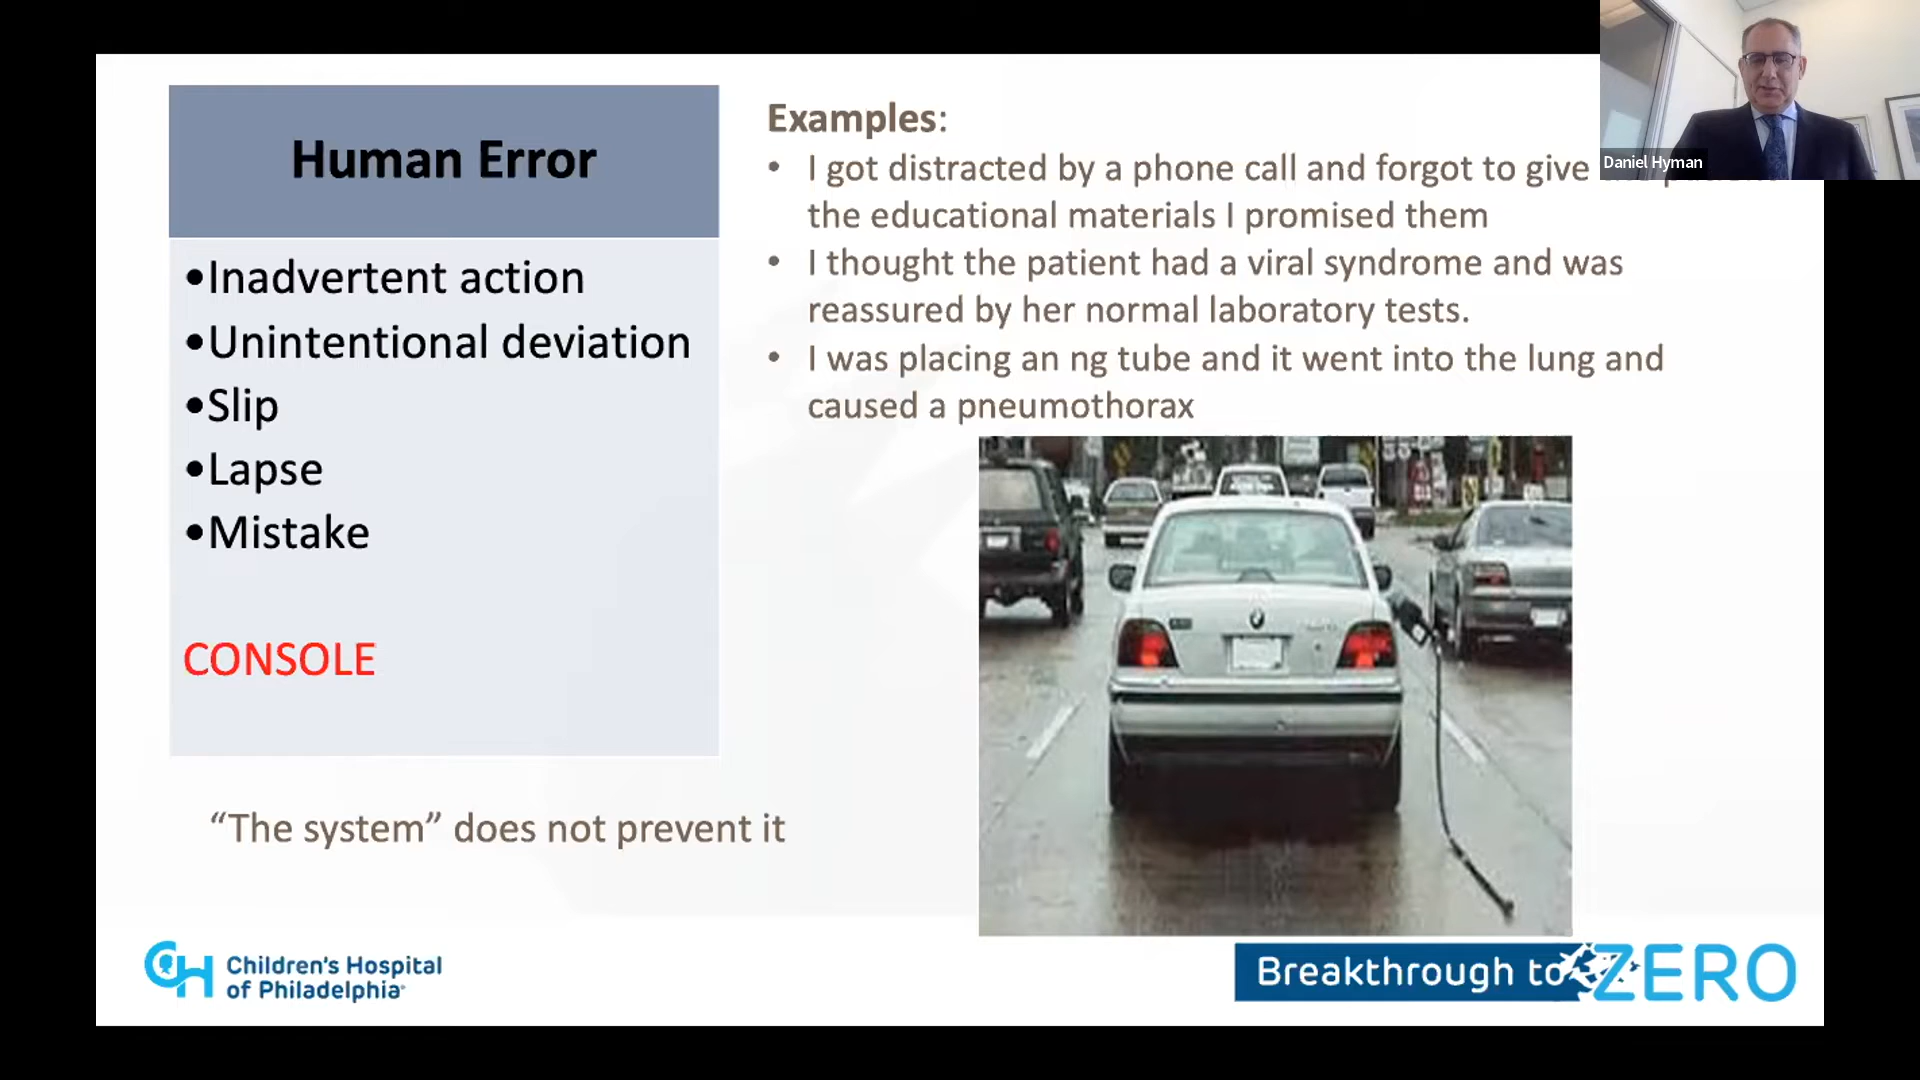 Human Error
•Inadvertent action
•Unintentional deviation
•Slip
•Lapse
•Mistake
CONSOLE
“The system” does not prevent it
Examples:
• I got distracted by a phone call and forgot to give
the educational materials I promised them
• I thought the patient had a viral syndrome and was
reassured by her normal laboratory tests.
• I was placing an ng tube and it went into the lung and
caused a pneumothorax
Daniel Hyman
CH Children's Hospital
of Philadelphia
Breakthrough to ZERO